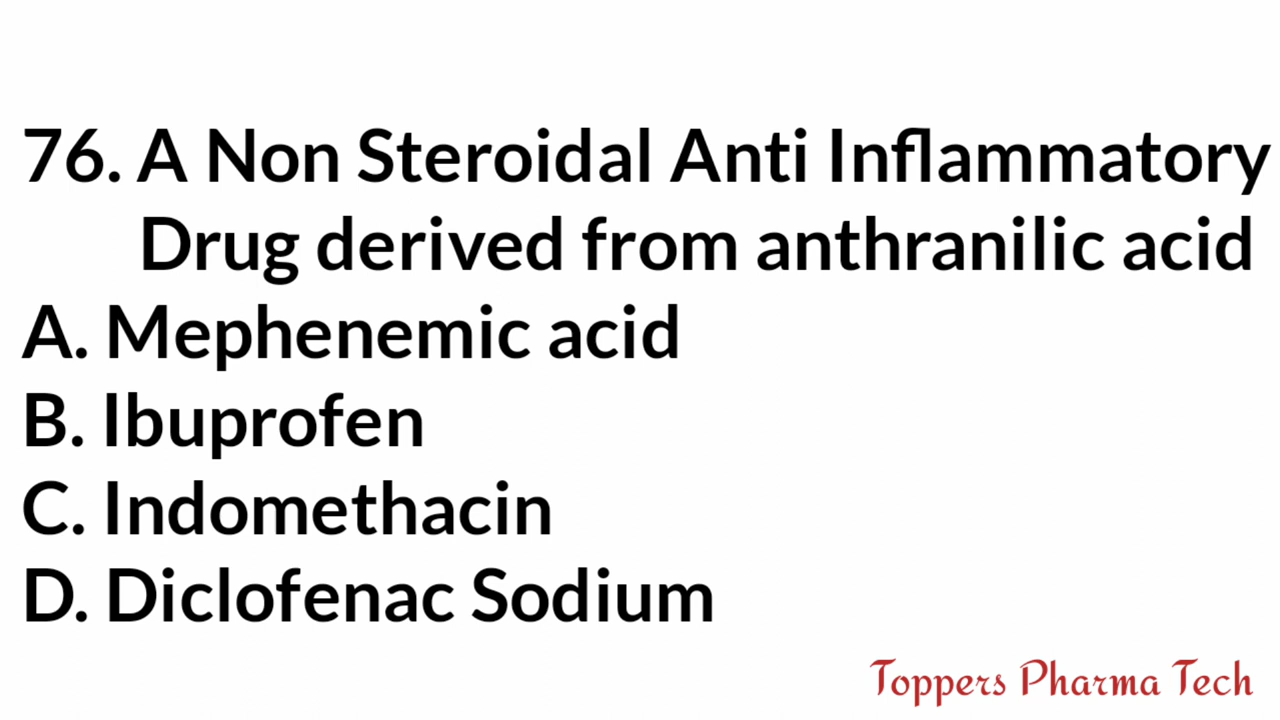 76. A Non Steroidal Anti Inflammatory
Drug derived from anthranilic acid
A. Mephenemic acid
B. Ibuprofen
C. Indomethacin
D. Diclofenac Sodium
Toppers Pharma Tech